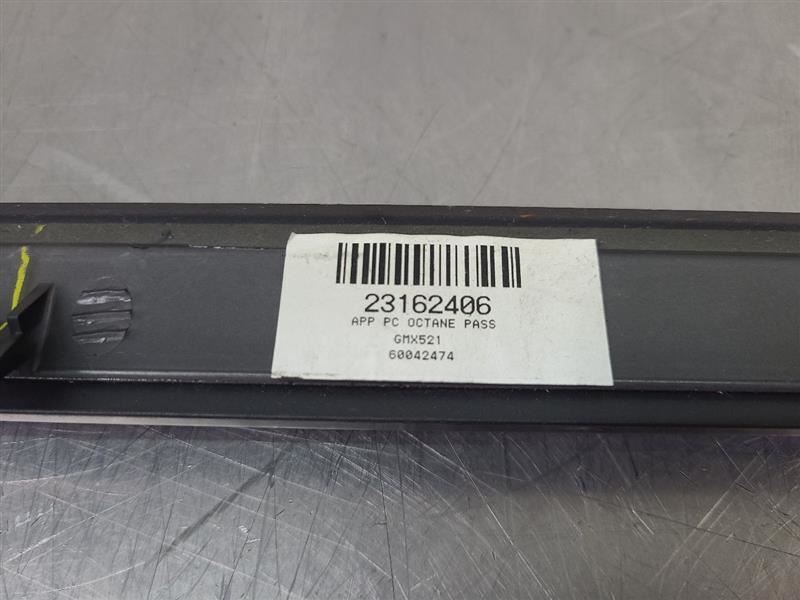 23162406
APP PC OCTANE PASS
GMX521
60042474